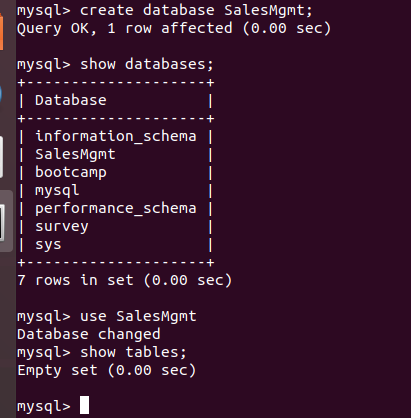 mysql> create database SalesMgmt;
Query OK, 1 row affected (0.00 sec)

mysql> show databases;
+--------------------+
| Database           |
+--------------------+
| information_schema |
| SalesMgmt          |
| bootcamp           |
| mysql              |
| performance_schema |
| survey             |
| sys                |
+--------------------+
7 rows in set (0.00 sec)

mysql> use SalesMgmt
Database changed
mysql> show tables;
Empty set (0.00 sec)

mysql>